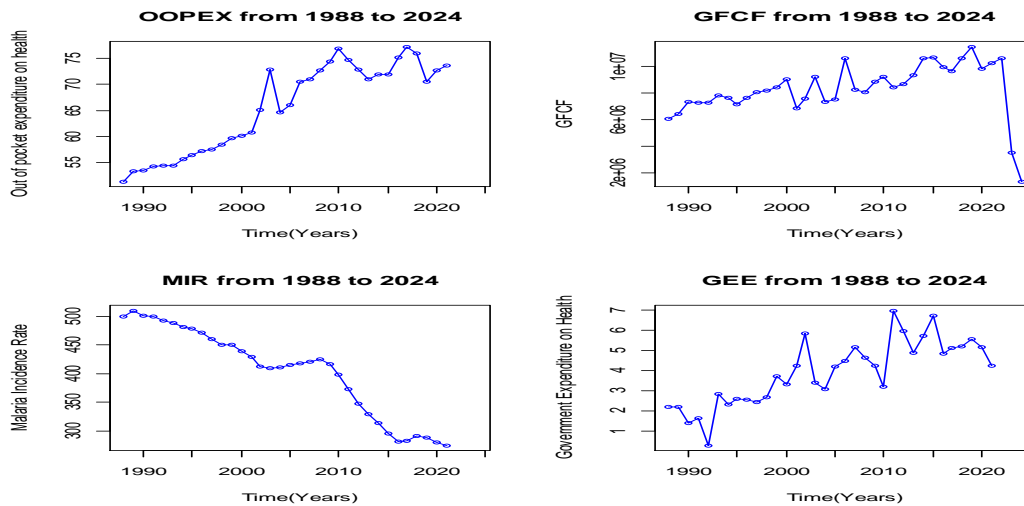 OOPEX from 1988 to 2024
Out of pocket expenditure on health
75
70
65
60
55
1990
2000
2010
2020
Time(Years)
GFCF from 1988 to 2024
GFCF
1e+07
6e+06
2e+06
1990
2000
2010
2020
Time(Years)
MIR from 1988 to 2024
Malaria Incidence Rate
500
450
400
350
300
1990
2000
2010
2020
Time(Years)
GEE from 1988 to 2024
Government Expenditure on Health
7
6
5
4
3
2
1
1990
2000
2010
2020
Time(Years)